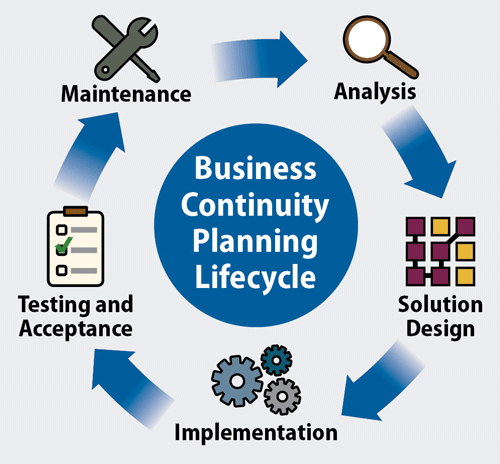 Business
Continuity
Planning
Lifecycle
Analysis
Solution
Design
Implementation
Testing and
Acceptance
Maintenance